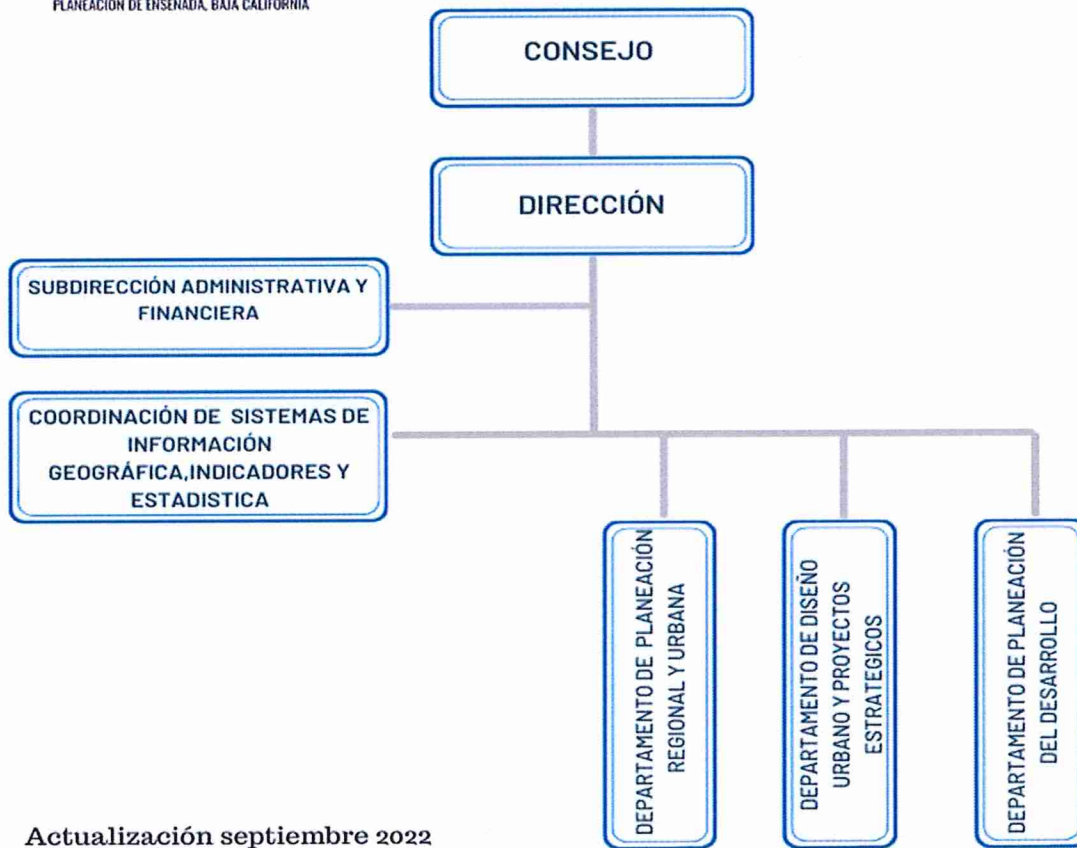 PLANEACIÓN DE ENSENADA, BAJA CALIFORNIA
CONSEJO
DIRECCIÓN
SUBDIRECCIÓN ADMINISTRATIVA Y
FINANCIERA
COORDINACIÓN DE SISTEMAS DE
INFORMACIÓN
GEOGRÁFICA,INDICADORES Y
ESTADISTICA
DEPARTAMENTO DE PLANEACIÓN
REGIONAL Y URBANA
DEPARTAMENTO DE DISEÑO
URBANO Y PROYECTOS
ESTRATEGICOS
DEPARTAMENTO DE PLANEACIÓN
DEL DESARROLLO
Actualización septiembre 2022